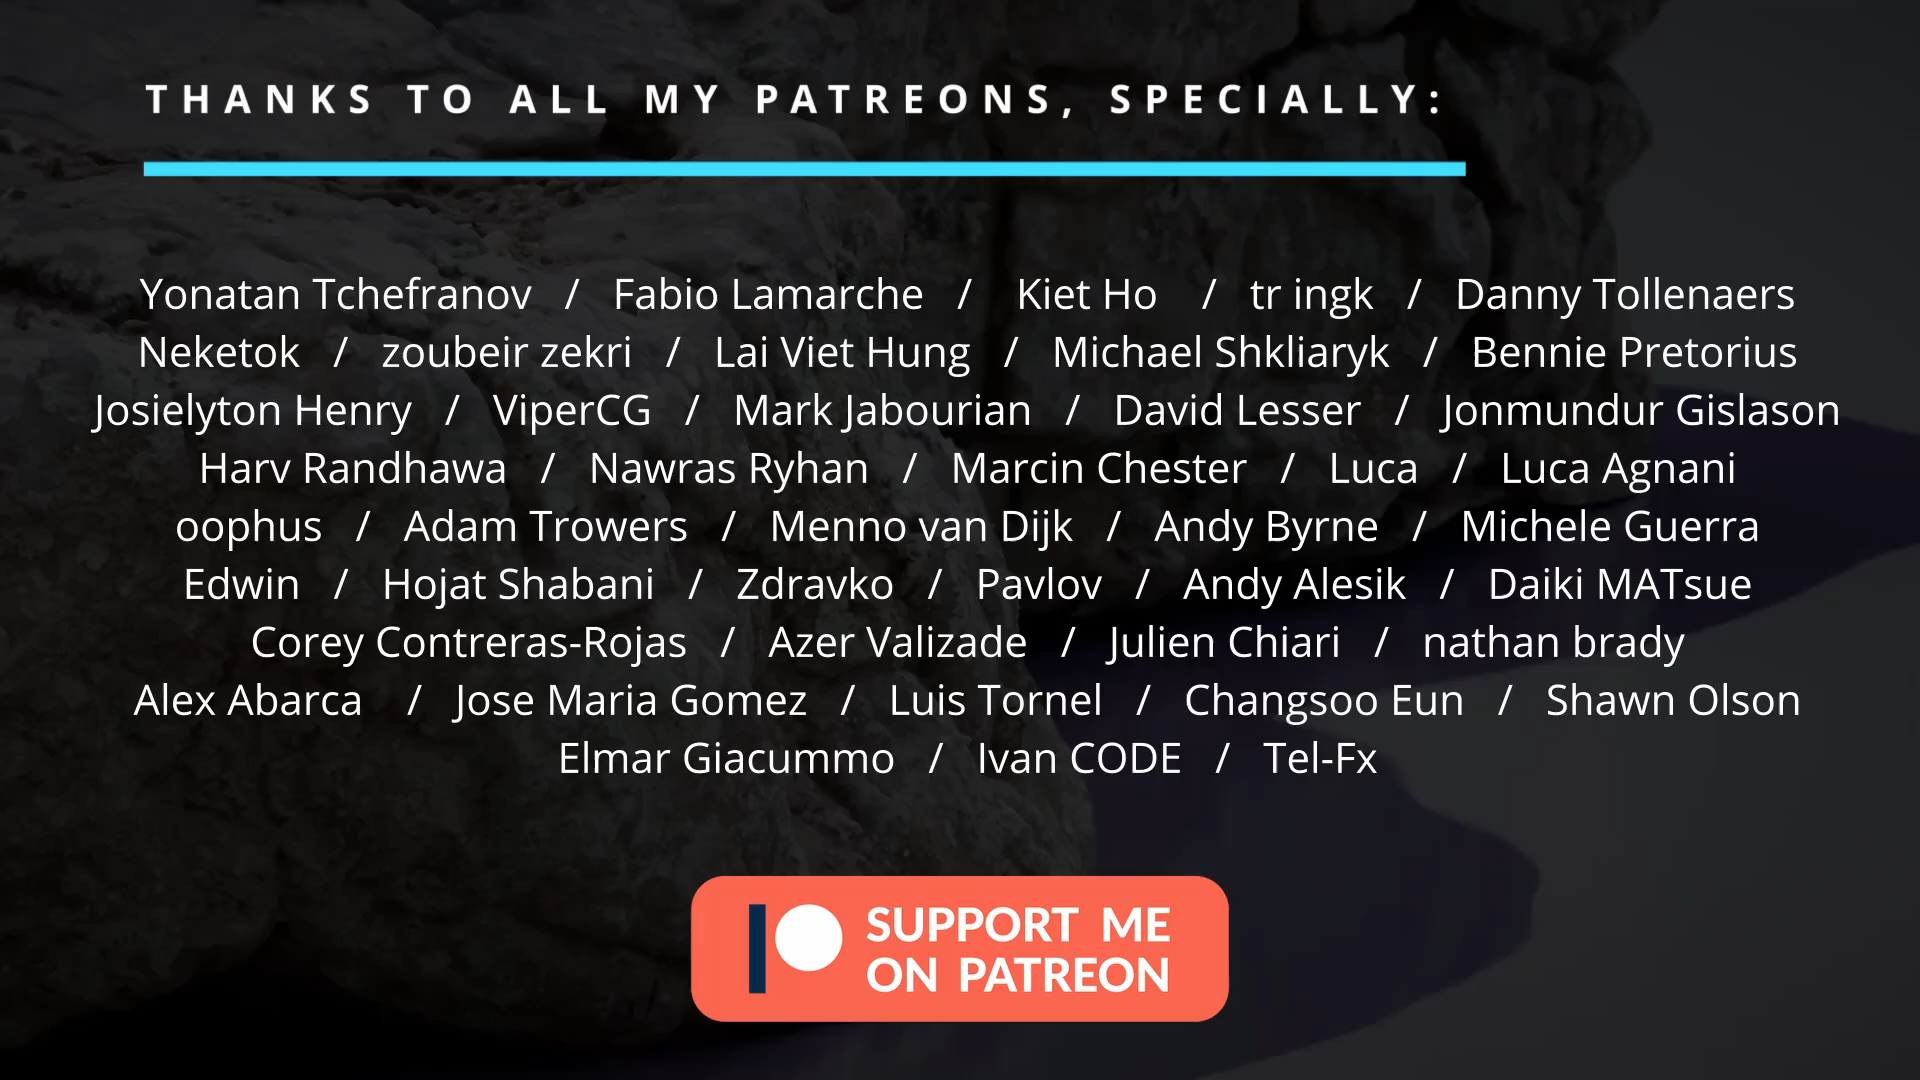 THANKS TO ALL MY PATREONS, SPECIALLY:
Yonatan Tchefranov / Fabio Lamarche / Kiet Ho / tr ingk / Danny Tollenaers
Neketok / zoubeir zekri / Lai Viet Hung / Michael Shkliaryk / Bennie Pretorius
Josielyton Henry / ViperCG / Mark Jabourian / David Lesser / Jonmundur Gislason
Harv Randhawa / Nawras Ryhan / Marcin Chester / Luca / Luca Agnani
oophus / Adam Trowers / Menno van Dijk / Andy Byrne / Michele Guerra
Edwin / Hojat Shabani / Zdravko / Pavlov / Andy Alesik / Daiki MATsue
Corey Contreras-Rojas / Azer Valizade / Julien Chiari / nathan brady
Alex Abarca / Jose Maria Gomez / Luis Tornel / Changsoo Eun / Shawn Olson
Elmar Giacummo / Ivan CODE / Tel-Fx
SUPPORT ME
ON PATREON